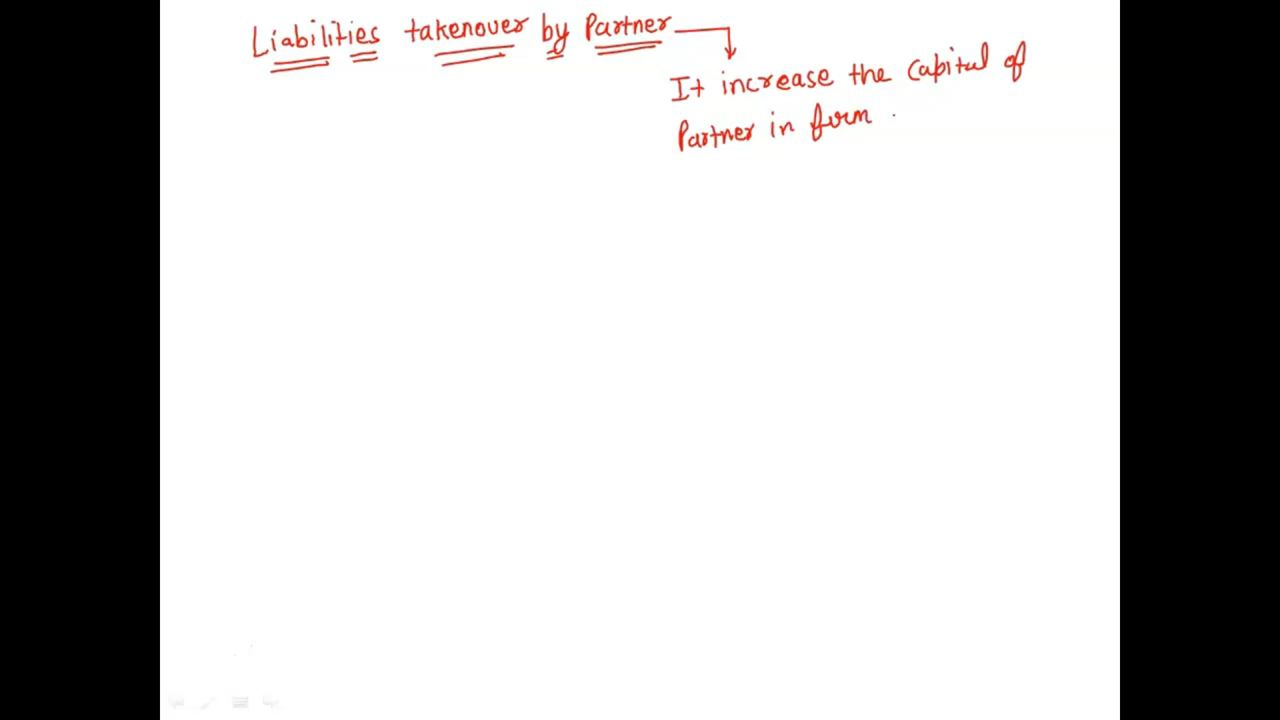 Liabilities takenover by Partner
It increase the capital of
Partner in firm